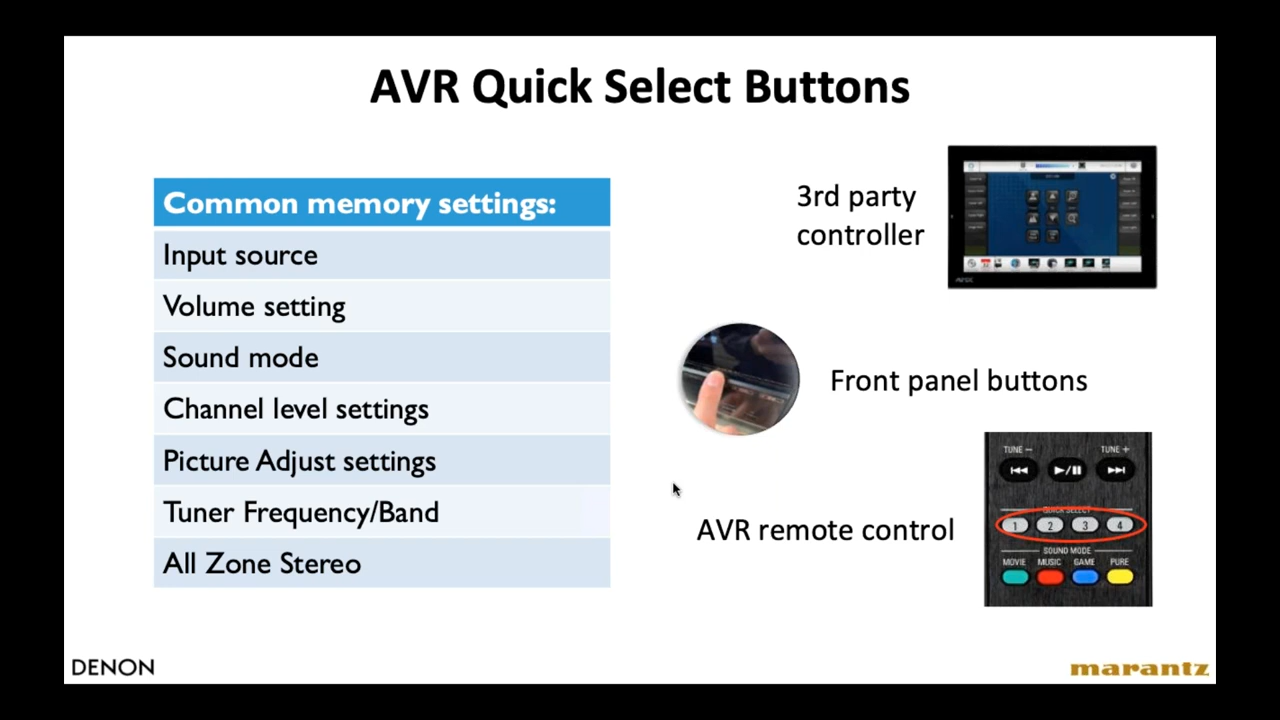 AVR Quick Select Buttons
Common memory settings:
Input source
Volume setting
Sound mode
Channel level settings
Picture Adjust settings
Tuner Frequency/Band
All Zone Stereo
3rd party
controller
Front panel buttons
AVR remote control
TUNE − TUNE +
QUICK SELECT
1 2 3 4
SOUND MODE
MOVIE MUSIC GAME PURE
DENON
marantz